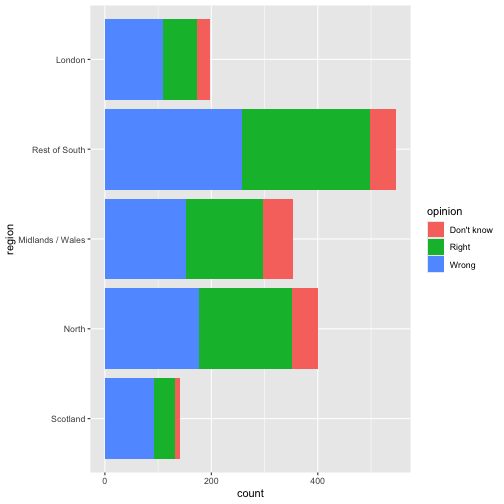 London
Rest of South
Midlands / Wales
North
Scotland
region
0 200 400
count
opinion
Don't know
Right
Wrong